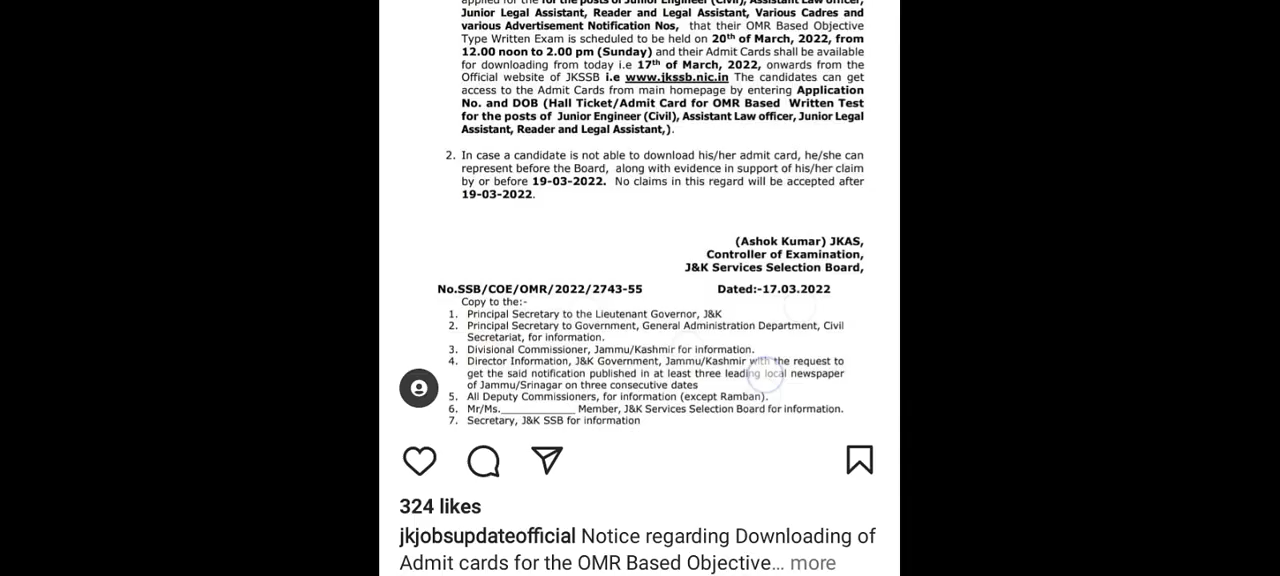 applied for the for the posts of Junior Engineer (Civil), Assistant Law officer,
Junior Legal Assistant, Reader and Legal Assistant, Various Cadres and
various Advertisement Notification Nos, that their OMR Based Objective
Type Written Exam is scheduled to be held on 20th of March, 2022, from
12.00 noon to 2.00 pm (Sunday) and their Admit Cards shall be available
for downloading from today i.e 17th of March, 2022, onwards from the
Official website of JKSSB i.e www.jkssb.nic.in The candidates can get
access to the Admit Cards from main homepage by entering Application
No. and DOB (Hall Ticket/Admit Card for OMR Based Written Test
for the posts of Junior Engineer (Civil), Assistant Law officer, Junior Legal
Assistant, Reader and Legal Assistant,).
2. In case a candidate is not able to download his/her admit card, he/she can
represent before the Board, along with evidence in support of his/her claim
by or before 19-03-2022. No claims in this regard will be accepted after
19-03-2022.
(Ashok Kumar) JKAS,
Controller of Examination,
J&K Services Selection Board,
No.SSB/COE/OMR/2022/2743-55 Dated:-17.03.2022
Copy to the:-
1. Principal Secretary to the Lieutenant Governor, J&K
2. Principal Secretary to Government, General Administration Department, Civil
Secretariat, for information.
3. Divisional Commissioner, Jammu/Kashmir for information.
4. Director Information, J&K Government, Jammu/Kashmir with the request to
get the said notification published in at least three leading local newspaper
of Jammu/Srinagar on three consecutive dates
5. All Deputy Commissioners, for information (except Ramban).
6. Mr/Ms.____________ Member, J&K Services Selection Board for information.
7. Secretary, J&K SSB for information
324 likes
jkjobsupdateofficial Notice regarding Downloading of
Admit cards for the OMR Based Objective... more